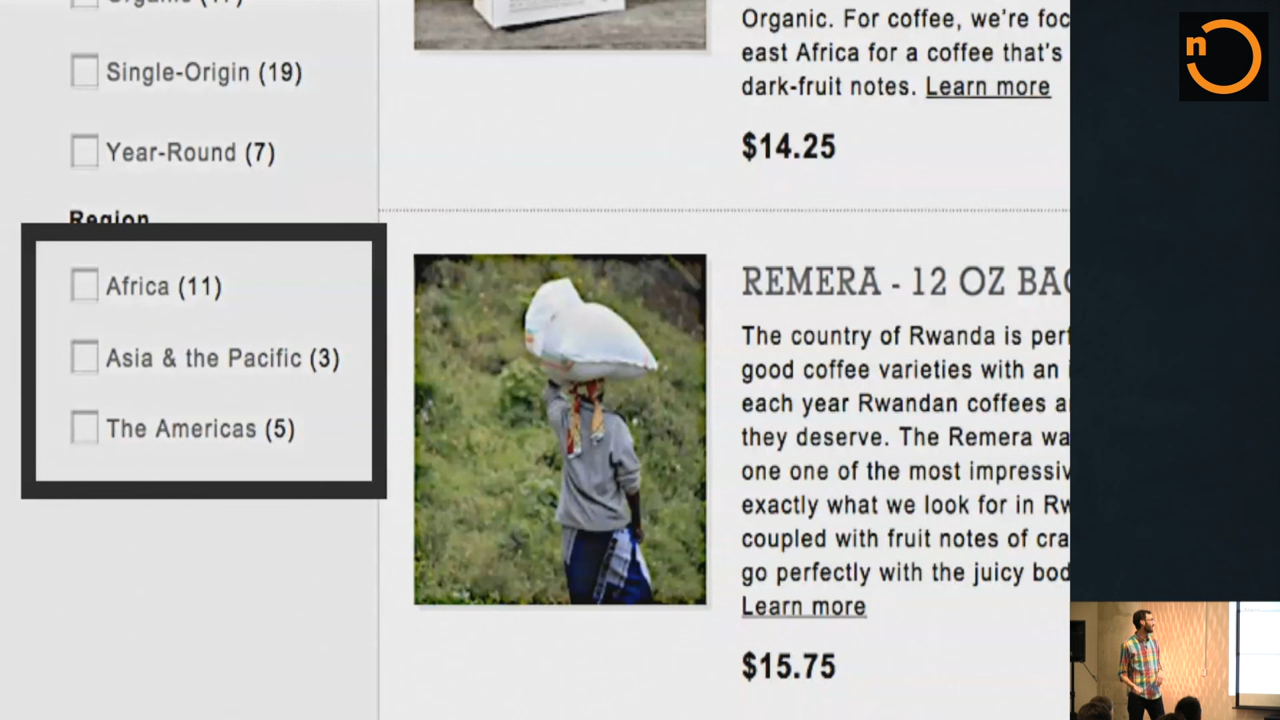 Organic (17)
Single-Origin (19)
Year-Round (7)
Region
Africa (11)
Asia & the Pacific (3)
The Americas (5)
Organic. For coffee, we're foc
east Africa for a coffee that's
dark-fruit notes. Learn more
$14.25
REMERA - 12 OZ BAG
The country of Rwanda is perf
good coffee varieties with an i
each year Rwandan coffees a
they deserve. The Remera wa
one one of the most impressiv
exactly what we look for in Rw
coupled with fruit notes of cra
go perfectly with the juicy bod
Learn more
$15.75
n